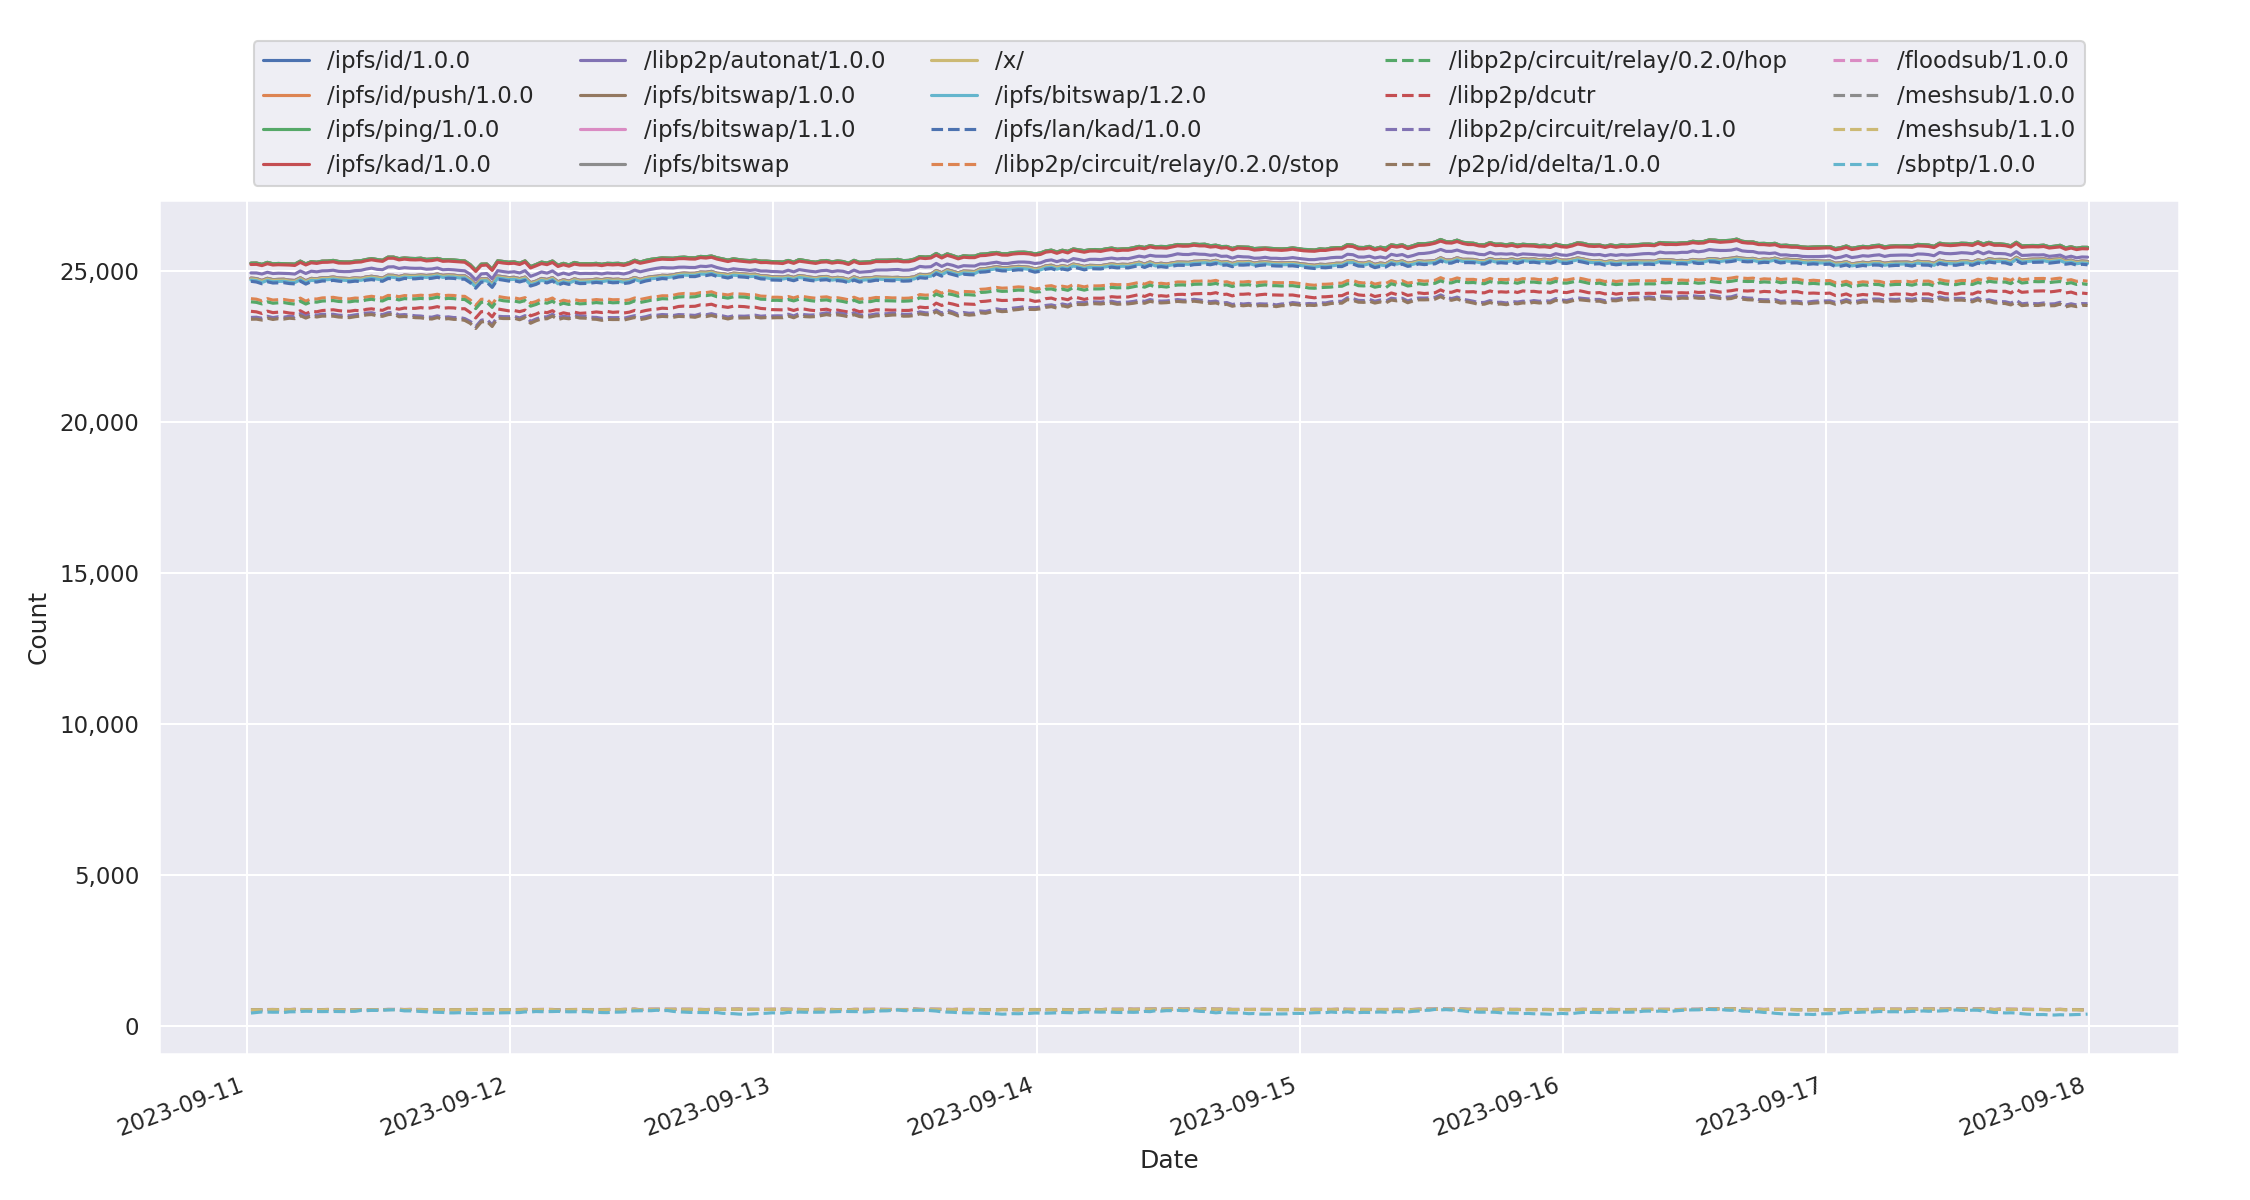 /ipfs/id/1.0.0
/ipfs/id/push/1.0.0
/ipfs/ping/1.0.0
/ipfs/kad/1.0.0
/libp2p/autonat/1.0.0
/ipfs/bitswap/1.0.0
/ipfs/bitswap/1.1.0
/ipfs/bitswap
/x/
/ipfs/bitswap/1.2.0
/ipfs/lan/kad/1.0.0
/libp2p/circuit/relay/0.2.0/stop
/libp2p/circuit/relay/0.2.0/hop
/libp2p/dcutr
/libp2p/circuit/relay/0.1.0
/p2p/id/delta/1.0.0
/floodsub/1.0.0
/meshsub/1.0.0
/meshsub/1.1.0
/sbptp/1.0.0
25,000
20,000
15,000
10,000
5,000
0
Count
2023-09-11
2023-09-12
2023-09-13
2023-09-14
2023-09-15
2023-09-16
2023-09-17
2023-09-18
Date